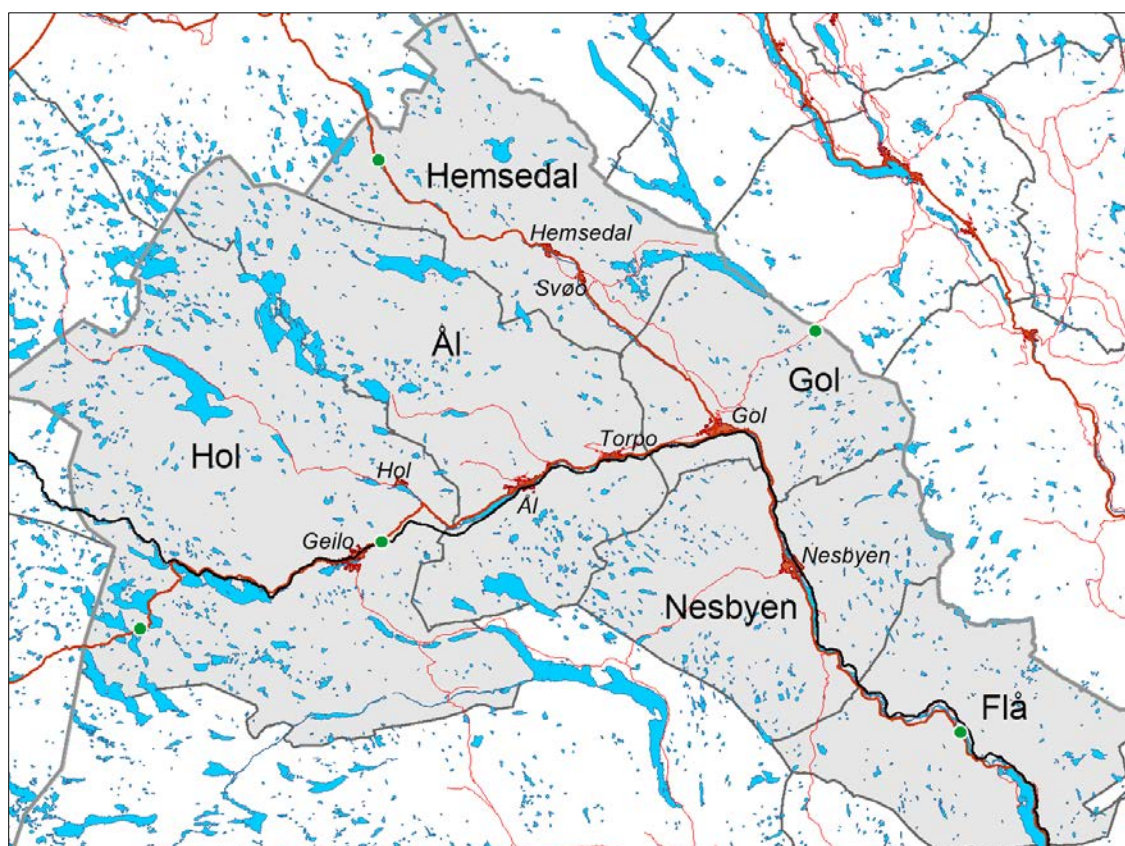 Hemsedal
Hemsedal
Svøo
Ål
Gol
Gol
Torpo
Hol
Hol
Ål
Geilo
Nesbyen
Nesbyen
Flå